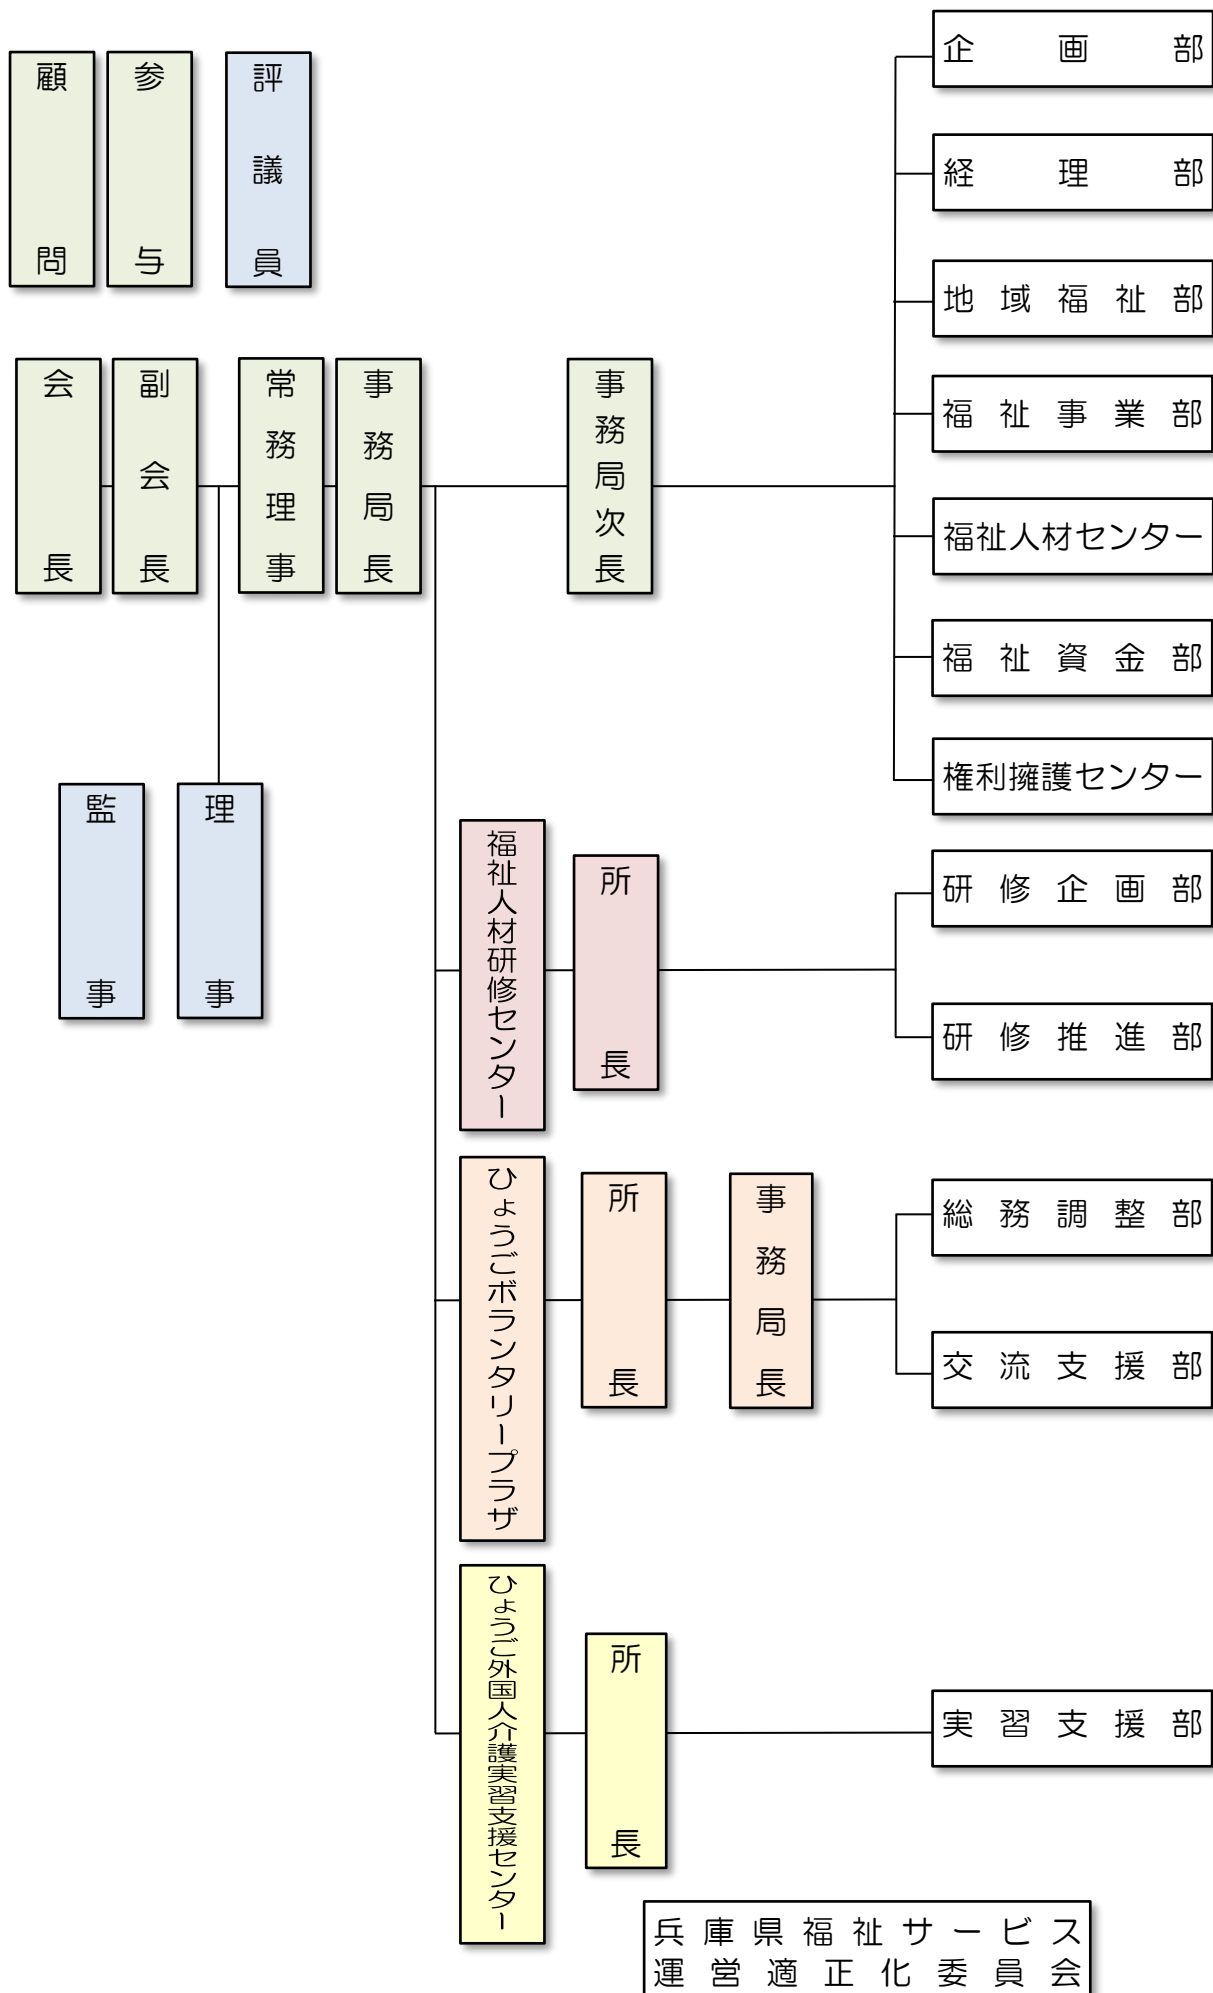 顧問
参与
評議員
会長
副会長
常務理事
事務局長
事務局次長
企画部
経理部
地域福祉部
福祉事業部
福祉人材センター
福祉資金部
権利擁護センター
監事
理事
福祉人材研修センター
所長
研修企画部
研修推進部
ひょうごボランタリープラザ
所長
事務局長
総務調整部
交流支援部
ひょうご外国人介護実習支援センター
所長
実習支援部
兵庫県福祉サービス
運営適正化委員会